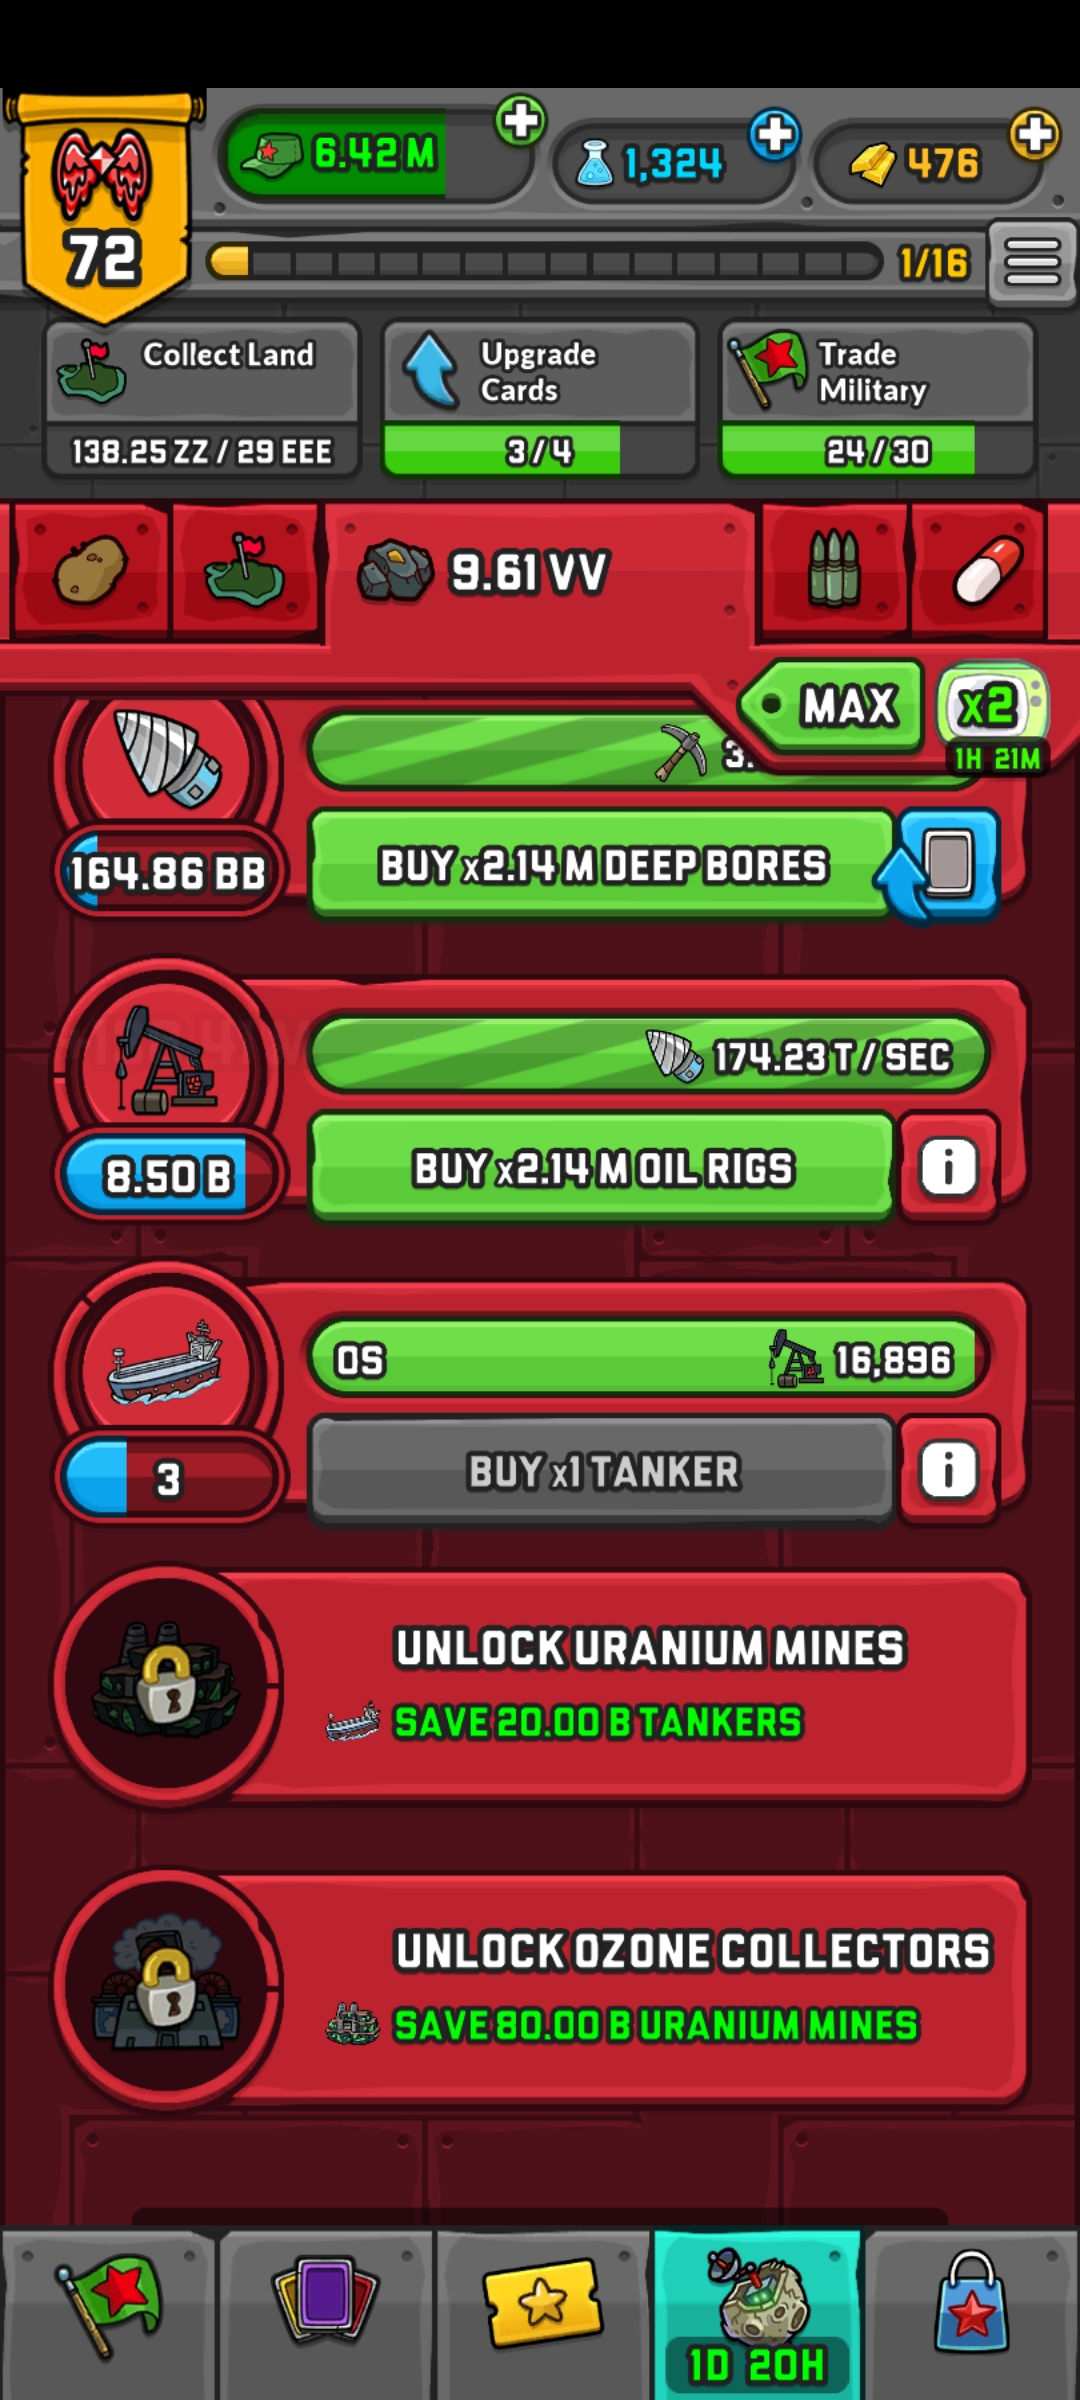 6.42 M
1,324
476
72
1/16
Collect Land
138.25 ZZ / 29 EEE
Upgrade
Cards
3 / 4
Trade
Military
24 / 30
9.61 VV
MAX
x2
1H 21M
3.
164.86 BB
BUY x2.14 M DEEP BORES
174.23 T / SEC
8.50 B
BUY x2.14 M OIL RIGS
0S
16,896
3
BUY x1 TANKER
UNLOCK URANIUM MINES
SAVE 20.00 B TANKERS
UNLOCK OZONE COLLECTORS
SAVE 80.00 B URANIUM MINES
1D 20H